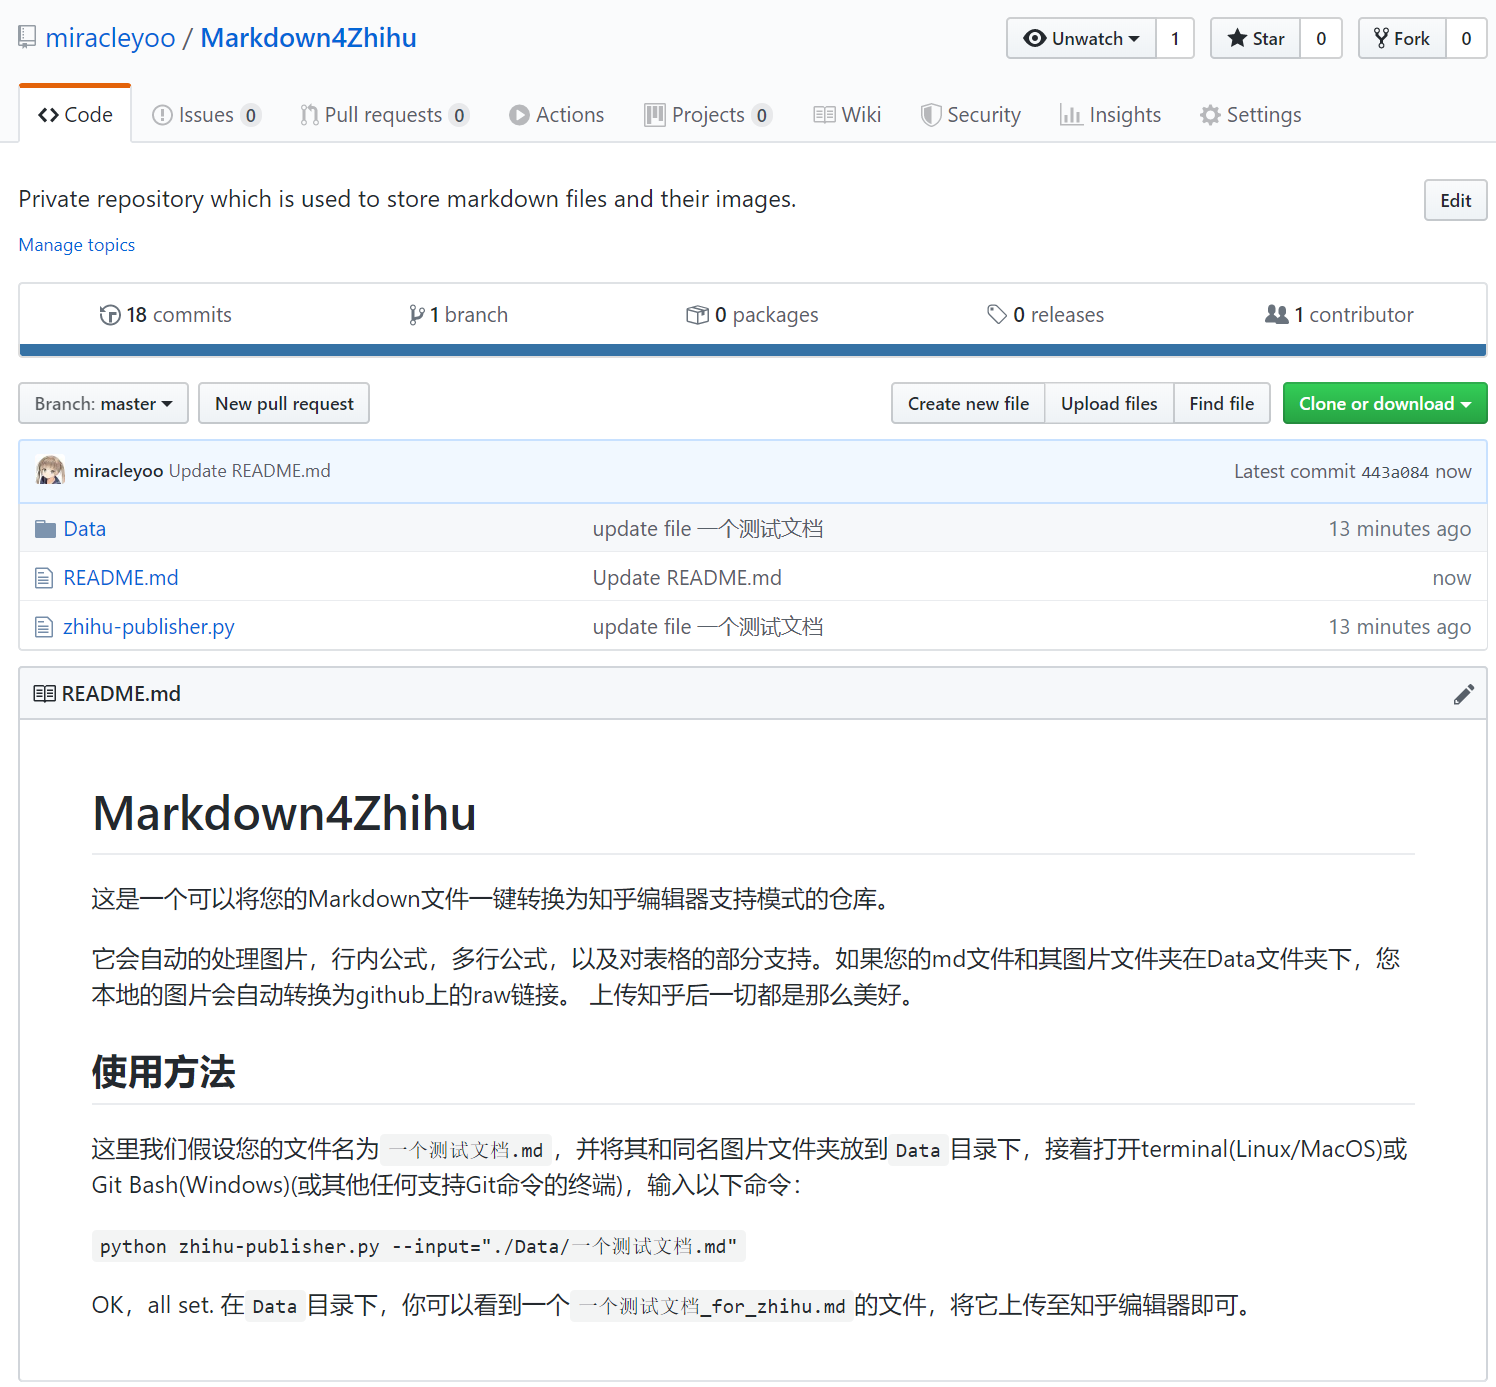 miracleyoo / Markdown4Zhihu
Unwatch 1 Star 0 Fork 0
Code Issues 0 Pull requests 0 Actions Projects 0 Wiki Security Insights Settings
Private repository which is used to store markdown files and their images. Edit
Manage topics
18 commits 1 branch 0 packages 0 releases 1 contributor
Branch: master New pull request Create new file Upload files Find file Clone or download
miracleyoo Update README.md Latest commit 443a084 now
Data update file 一个测试文档 13 minutes ago
README.md Update README.md now
zhihu-publisher.py update file 一个测试文档 13 minutes ago
README.md
Markdown4Zhihu
这是一个可以将您的Markdown文件一键转换为知乎编辑器支持模式的仓库。
它会自动的处理图片，行内公式，多行公式，以及对表格的部分支持。如果您的md文件和其图片文件夹在Data文件夹下，您
本地的图片会自动转换为github上的raw链接。 上传知乎后一切都是那么美好。
使用方法
这里我们假设您的文件名为 一个测试文档.md ，并将其和同名图片文件夹放到 Data 目录下，接着打开terminal(Linux/MacOS)或
Git Bash(Windows)(或其他任何支持Git命令的终端)，输入以下命令：
python zhihu-publisher.py --input="./Data/一个测试文档.md"
OK，all set. 在 Data 目录下，你可以看到一个 一个测试文档_for_zhihu.md 的文件，将它上传至知乎编辑器即可。